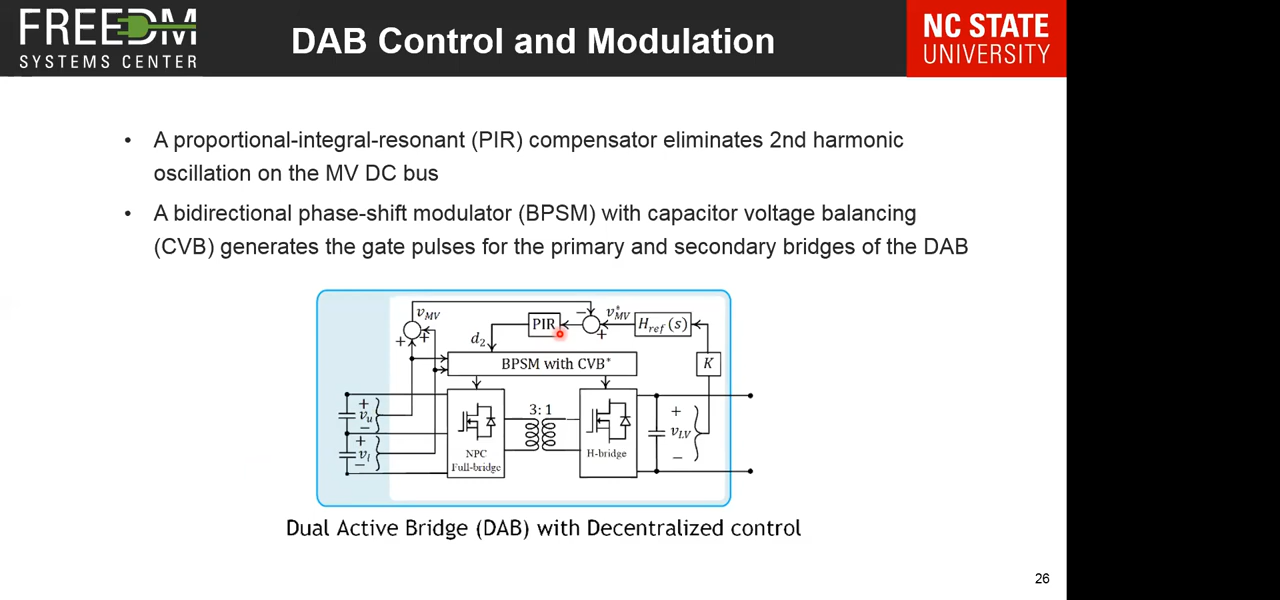 FREEDM
SYSTEMS CENTER
DAB Control and Modulation
NC STATE
UNIVERSITY
• A proportional-integral-resonant (PIR) compensator eliminates 2nd harmonic
oscillation on the MV DC bus
• A bidirectional phase-shift modulator (BPSM) with capacitor voltage balancing
(CVB) generates the gate pulses for the primary and secondary bridges of the DAB
v_MV
−
+
+
+
PIR
v*_MV
H_ref(s)
d_2
BPSM with CVB*
K
+
v_u
−
+
v_l
−
3: 1
NPC
Full-bridge
H-bridge
+
v_LV
−
Dual Active Bridge (DAB) with Decentralized control
26